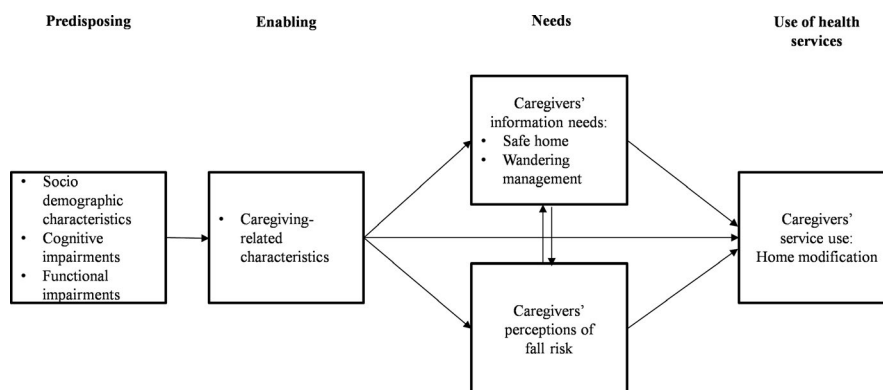 Predisposing
Enabling
Needs
Use of health
services
• Socio
demographic
characteristics
• Cognitive
impairments
• Functional
impairments
• Caregiving-
related
characteristics
Caregivers'
information needs:
• Safe home
• Wandering
management
Caregivers'
perceptions of
fall risk
Caregivers'
service use:
Home modification